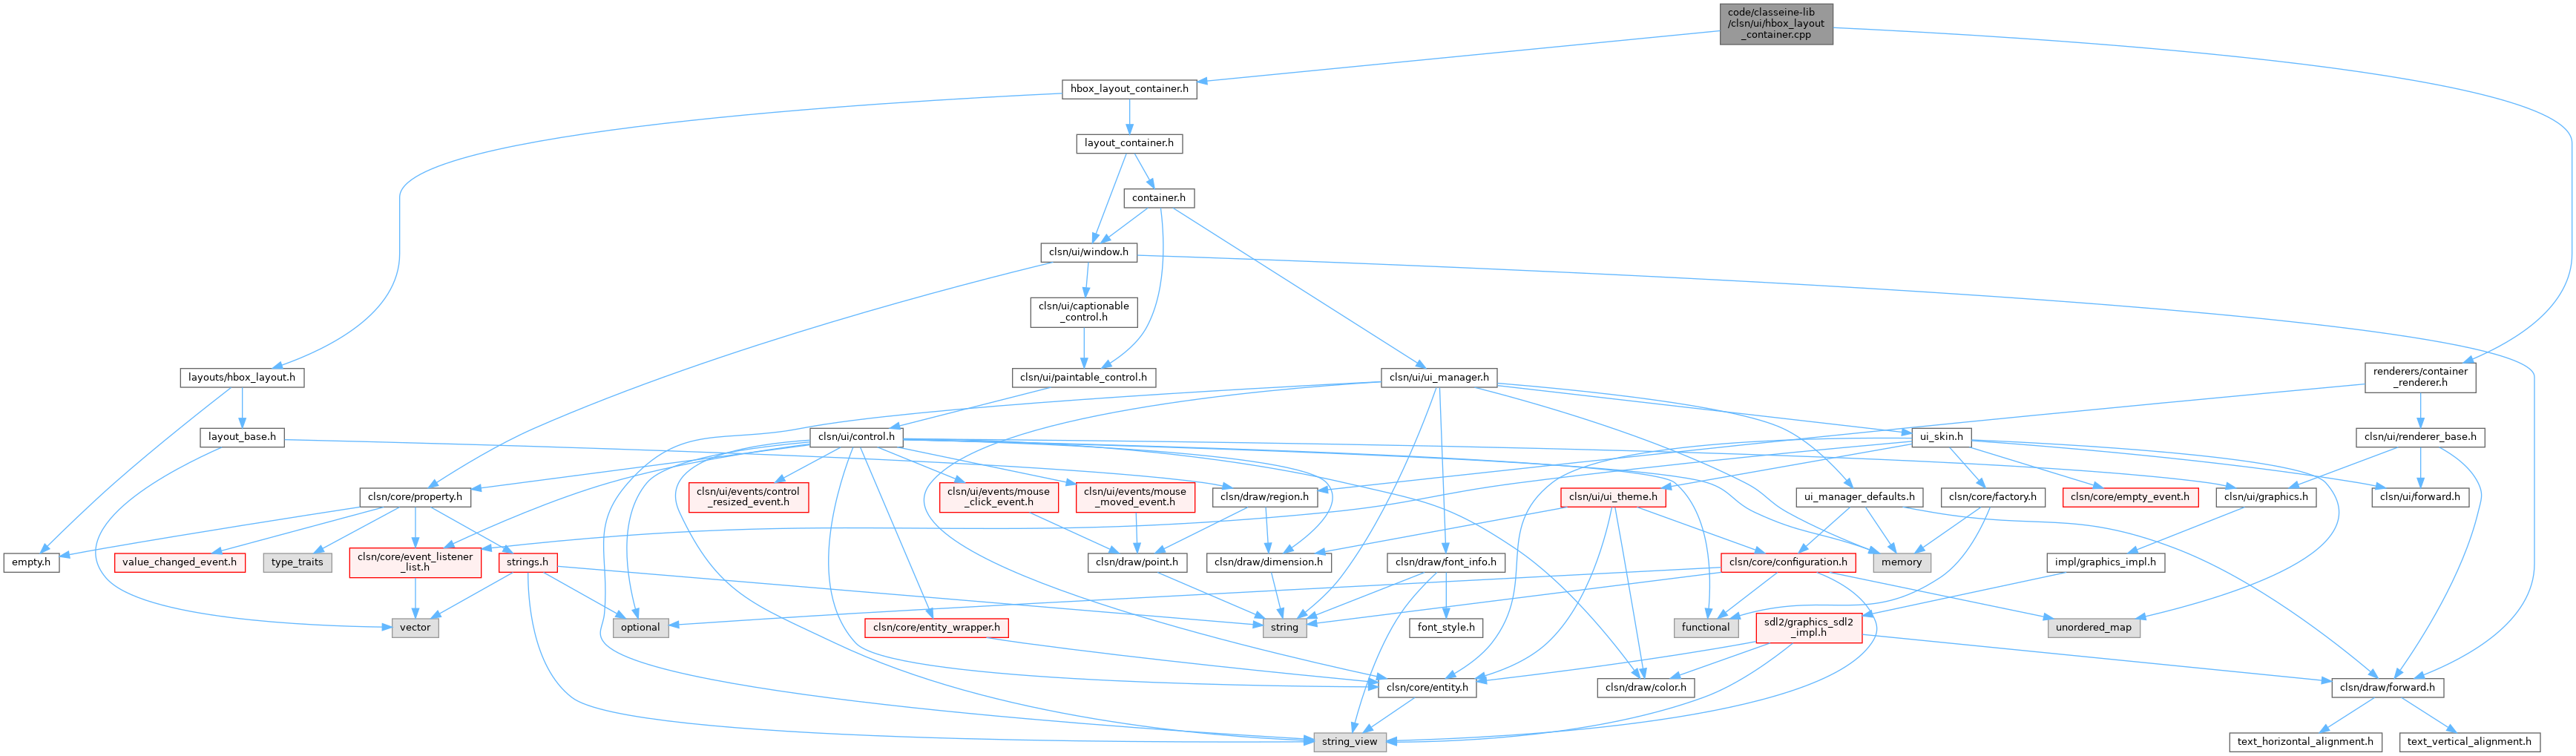 code/classeine-lib
/clsn/ui/hbox_layout
_container.cpp
hbox_layout_container.h
layout_container.h
container.h
clsn/ui/window.h
clsn/ui/captionable
_control.h
layouts/hbox_layout.h
clsn/ui/paintable_control.h
clsn/ui/ui_manager.h
renderers/container
_renderer.h
layout_base.h
clsn/ui/control.h
ui_skin.h
clsn/ui/renderer_base.h
clsn/core/property.h
clsn/ui/events/control
_resized_event.h
clsn/ui/events/mouse
_click_event.h
clsn/ui/events/mouse
_moved_event.h
clsn/draw/region.h
clsn/ui/ui_theme.h
ui_manager_defaults.h
clsn/core/factory.h
clsn/core/empty_event.h
clsn/ui/graphics.h
clsn/ui/forward.h
empty.h
value_changed_event.h
type_traits
clsn/core/event_listener
_list.h
strings.h
clsn/draw/point.h
clsn/draw/dimension.h
clsn/draw/font_info.h
clsn/core/configuration.h
memory
impl/graphics_impl.h
vector
optional
clsn/core/entity_wrapper.h
string
font_style.h
functional
sdl2/graphics_sdl2
_impl.h
unordered_map
clsn/core/entity.h
clsn/draw/color.h
clsn/draw/forward.h
string_view
text_horizontal_alignment.h
text_vertical_alignment.h